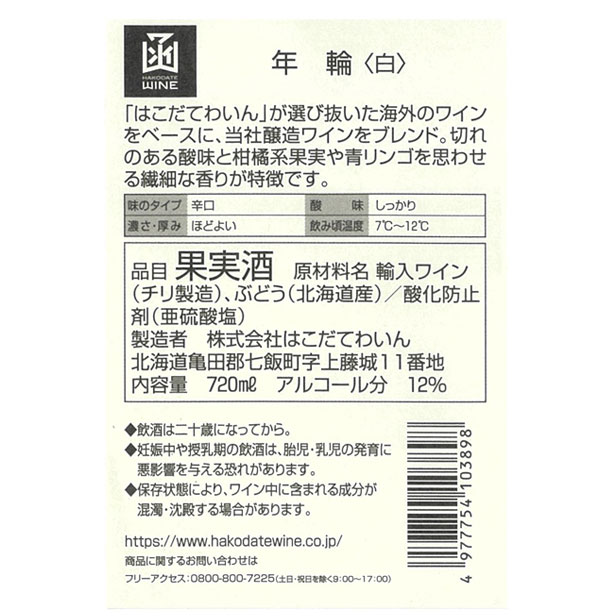 函
HAKODATE
WINE
年 輪〈白〉
「はこだてわいん」が選び抜いた海外のワイン
をベースに、当社醸造ワインをブレンド。切れ
のある酸味と柑橘系果実や青リンゴを思わせ
る繊細な香りが特徴です。
味のタイプ 辛口 酸味 しっかり
濃さ・厚み ほどよい 飲み頃温度 7℃〜12℃
品目 果実酒 原材料名 輸入ワイン
(チリ製造)、ぶどう(北海道産)/酸化防止
剤(亜硫酸塩)
製造者 株式会社はこだてわいん
北海道亀田郡七飯町字上藤城11番地
内容量 720mℓ アルコール分 12%
◆飲酒は二十歳になってから。
◆妊娠中や授乳期の飲酒は、胎児・乳児の発育に
悪影響を与える恐れがあります。
◆保存状態により、ワイン中に含まれる成分が
混濁・沈殿する場合があります。
https://www.hakodatewine.co.jp/
商品に関するお問い合わせは
フリーアクセス:0800-800-7225(土日・祝日を除く9:00〜17:00)
4 977754 103898